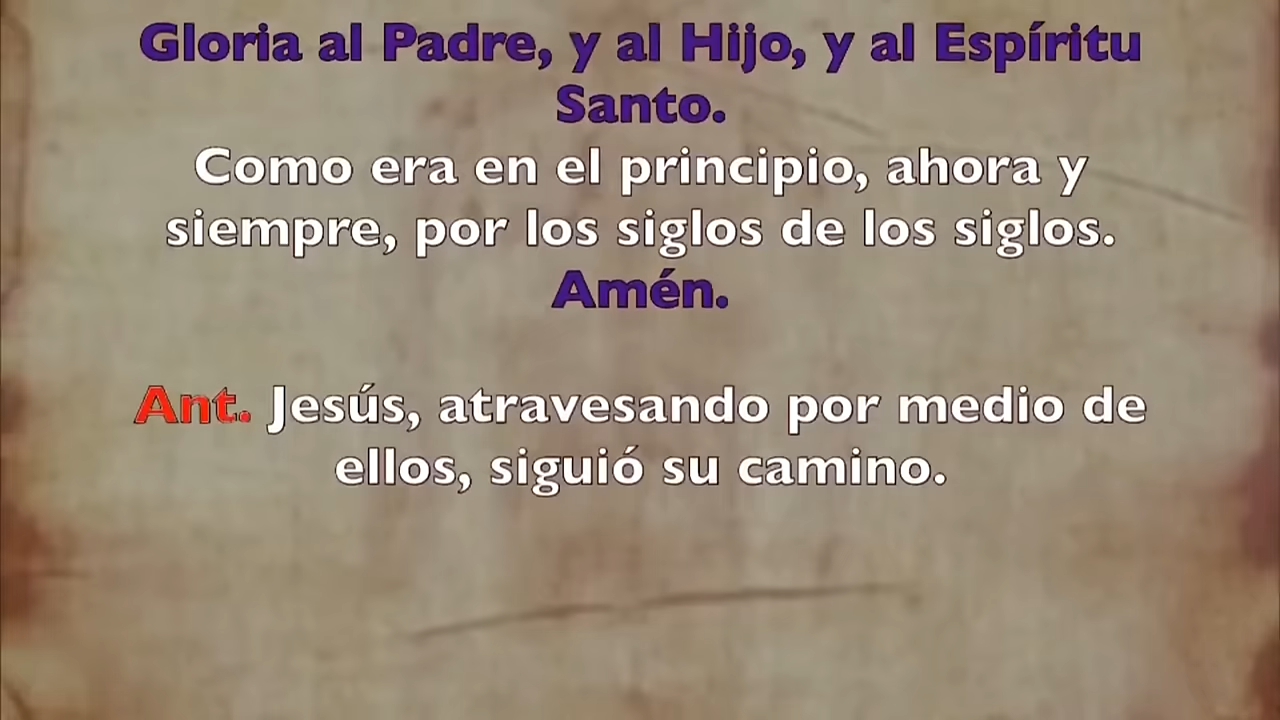 Gloria al Padre, y al Hijo, y al Espíritu
Santo.
Como era en el principio, ahora y
siempre, por los siglos de los siglos.
Amén.
Ant. Jesús, atravesando por medio de
ellos, siguió su camino.